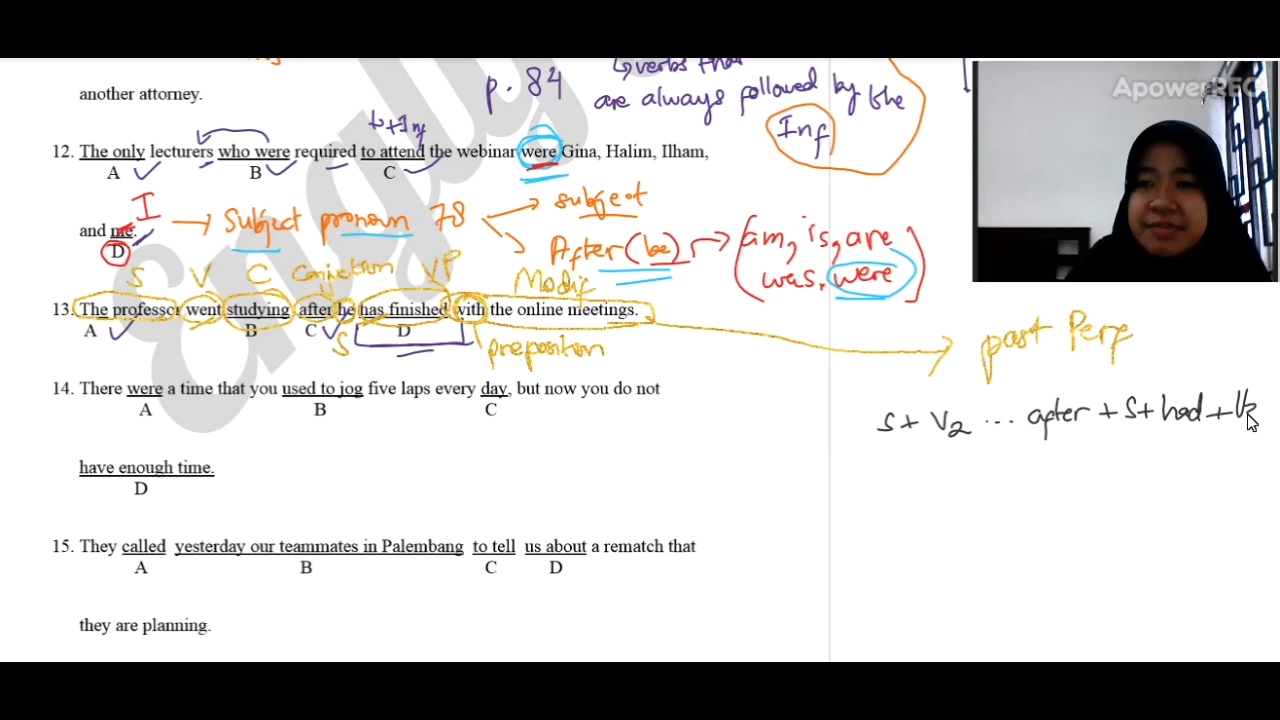 ↳verbs that
p. 84
are always followed by the
Inf
another attorney.
to+Inf
12. The only lecturers who were required to attend the webinar were Gina, Halim, Ilham,
A B C
I → Subject pronoun 78 subject
and me.
D
After (be) → (am, is, are
was, were)
S V C Conjunction VP Modif
13. The professor went studying after he has finished with the online meetings.
A B C D
S
preposition
past Perf
14. There were a time that you used to jog five laps every day, but now you do not
A B C
S + V2 ... after + S + had + V3
have enough time.
D
15. They called yesterday our teammates in Palembang to tell us about a rematch that
A B C D
they are planning.
ApowerREC